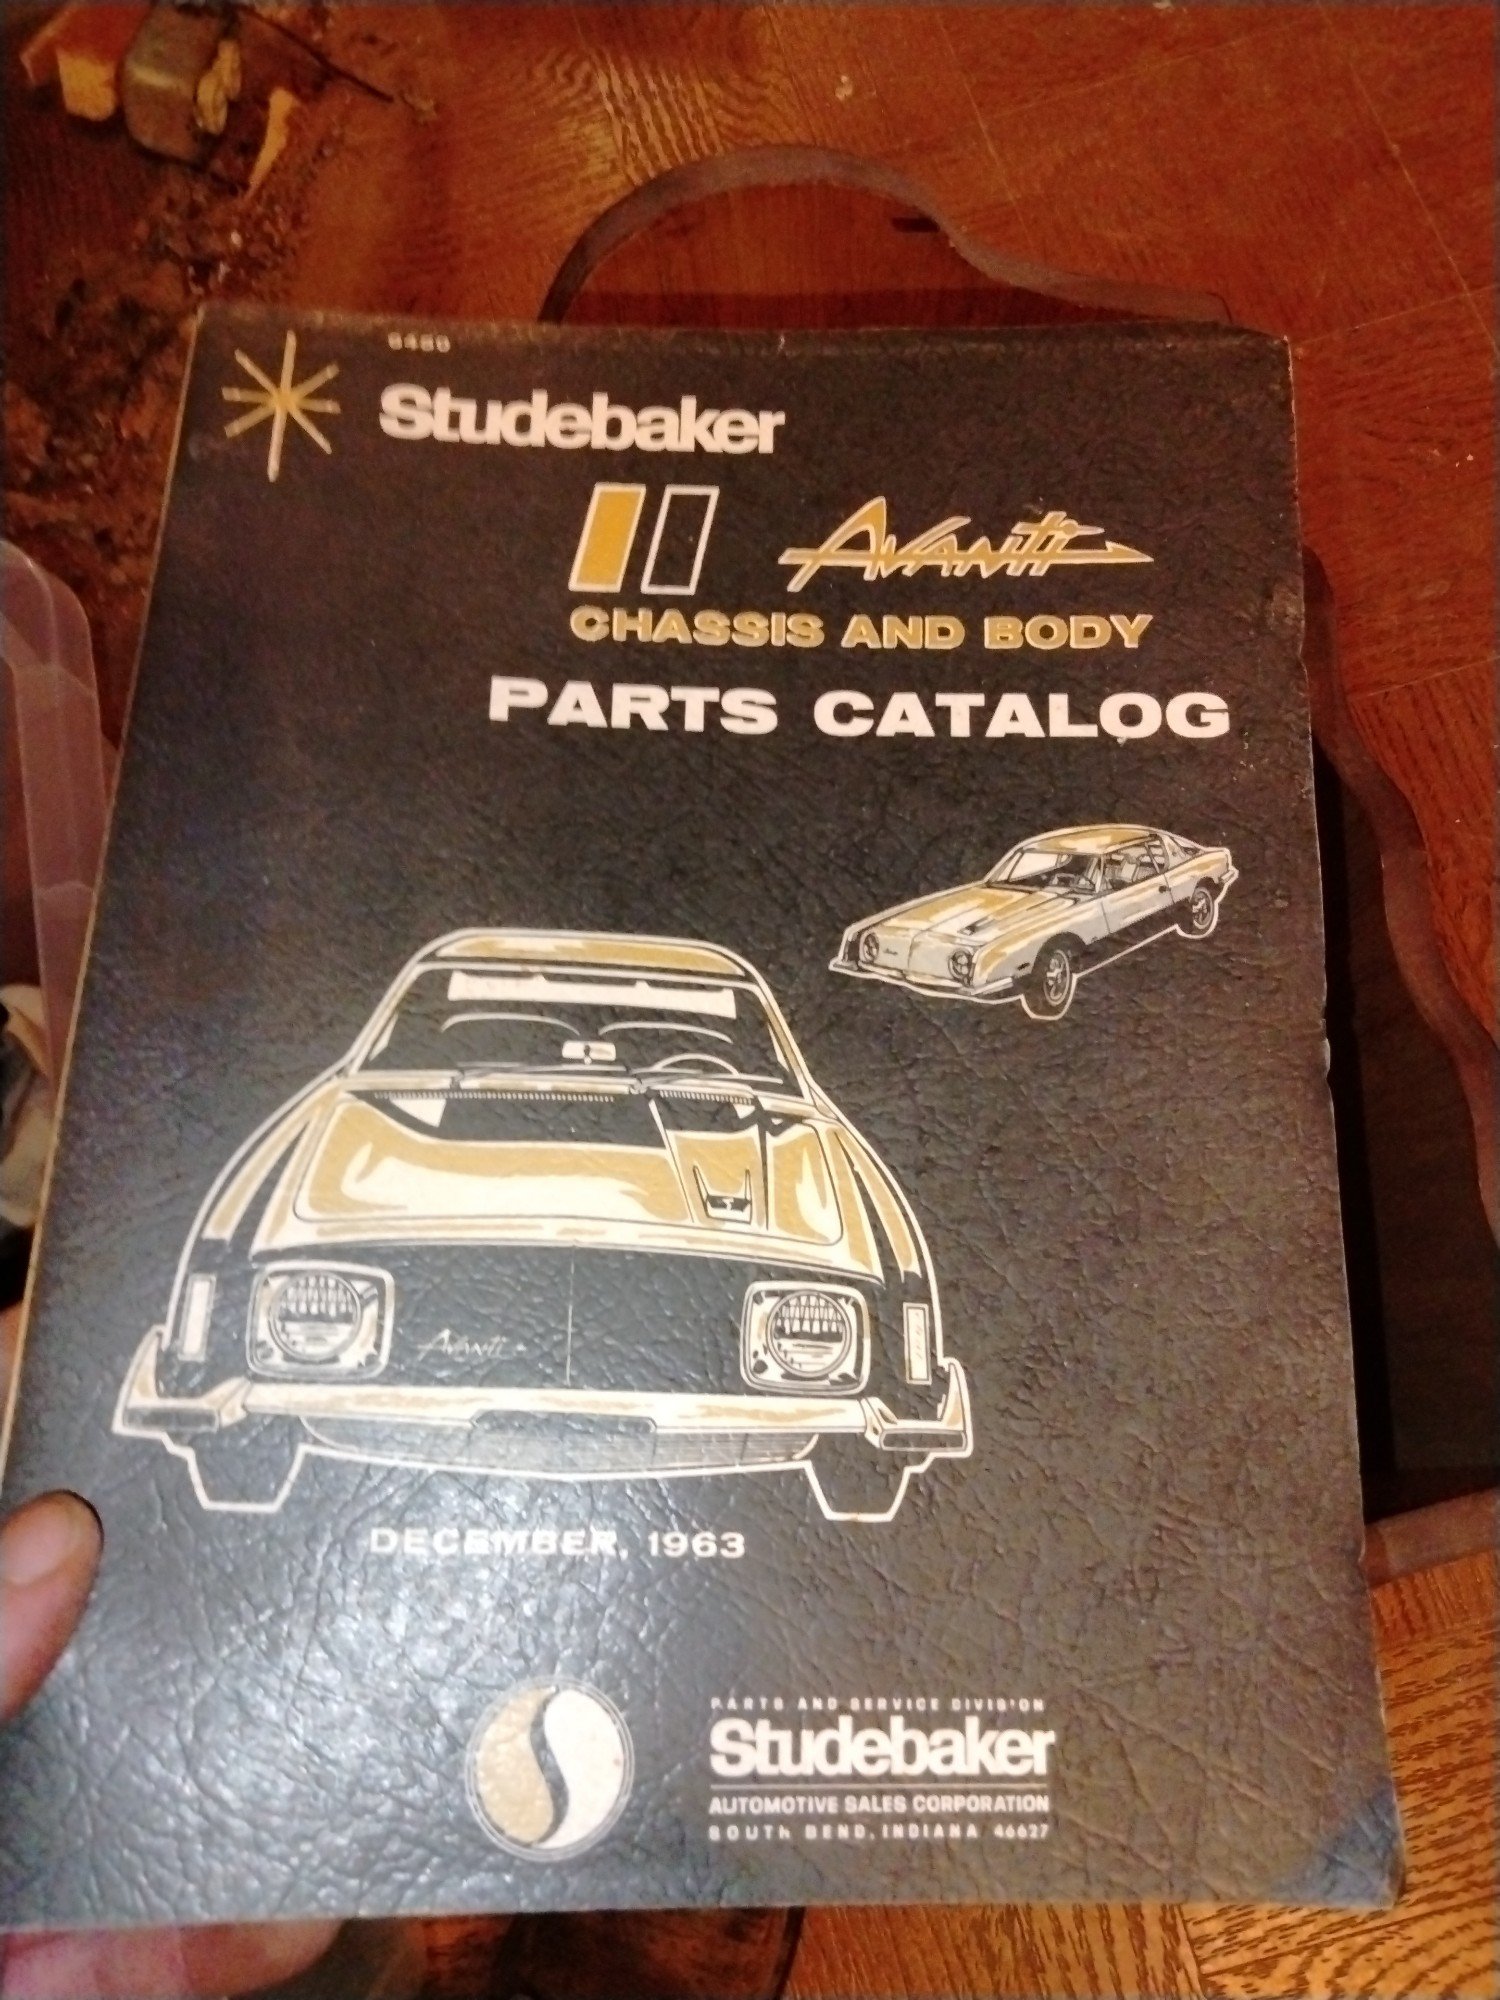 Studebaker
Avanti
CHASSIS AND BODY
PARTS CATALOG
Avanti
DECEMBER, 1963
PARTS AND SERVICE DIVISION
Studebaker
AUTOMOTIVE SALES CORPORATION
SOUTH BEND, INDIANA 46627